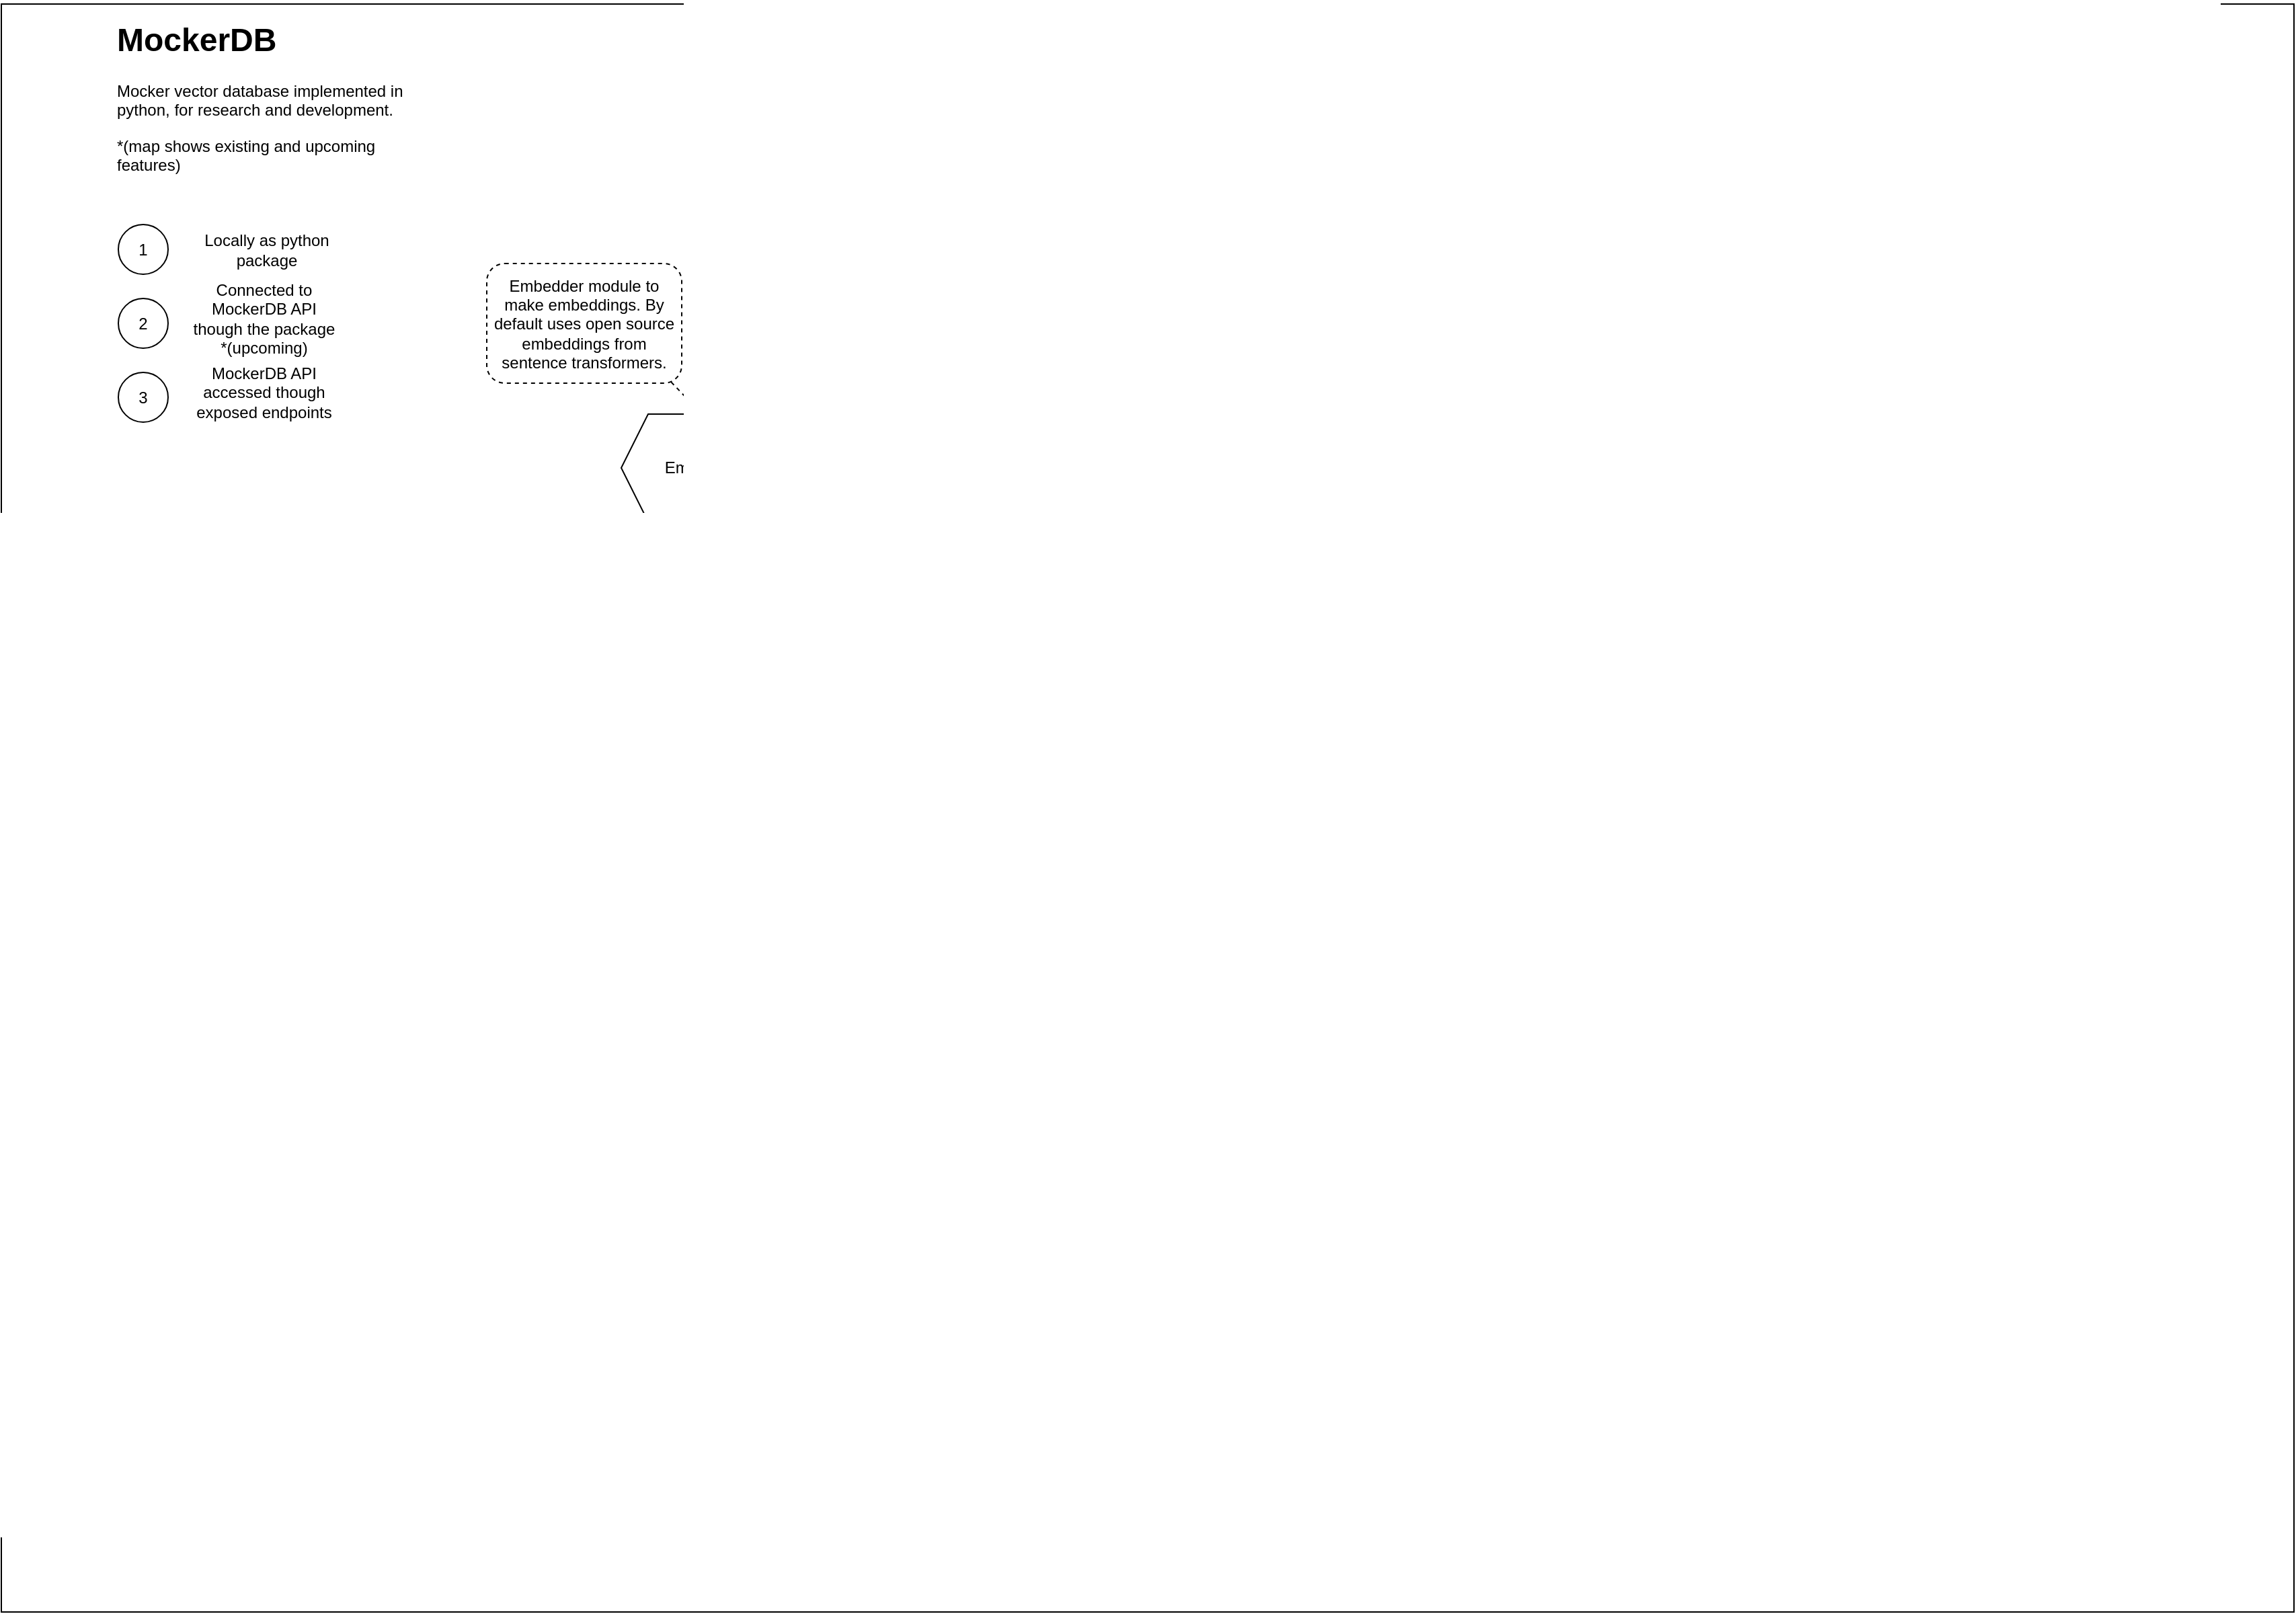 MockerDB
Mocker vector database implemented in
python, for research and development.
*(map shows existing and upcoming
features)
1
Locally as python
package
2
Connected to
MockerDB API
though the package
*(upcoming)
3
MockerDB API
accessed though
exposed endpoints
Embedder module to
make embeddings. By
default uses open source
embeddings from
sentence transformers.